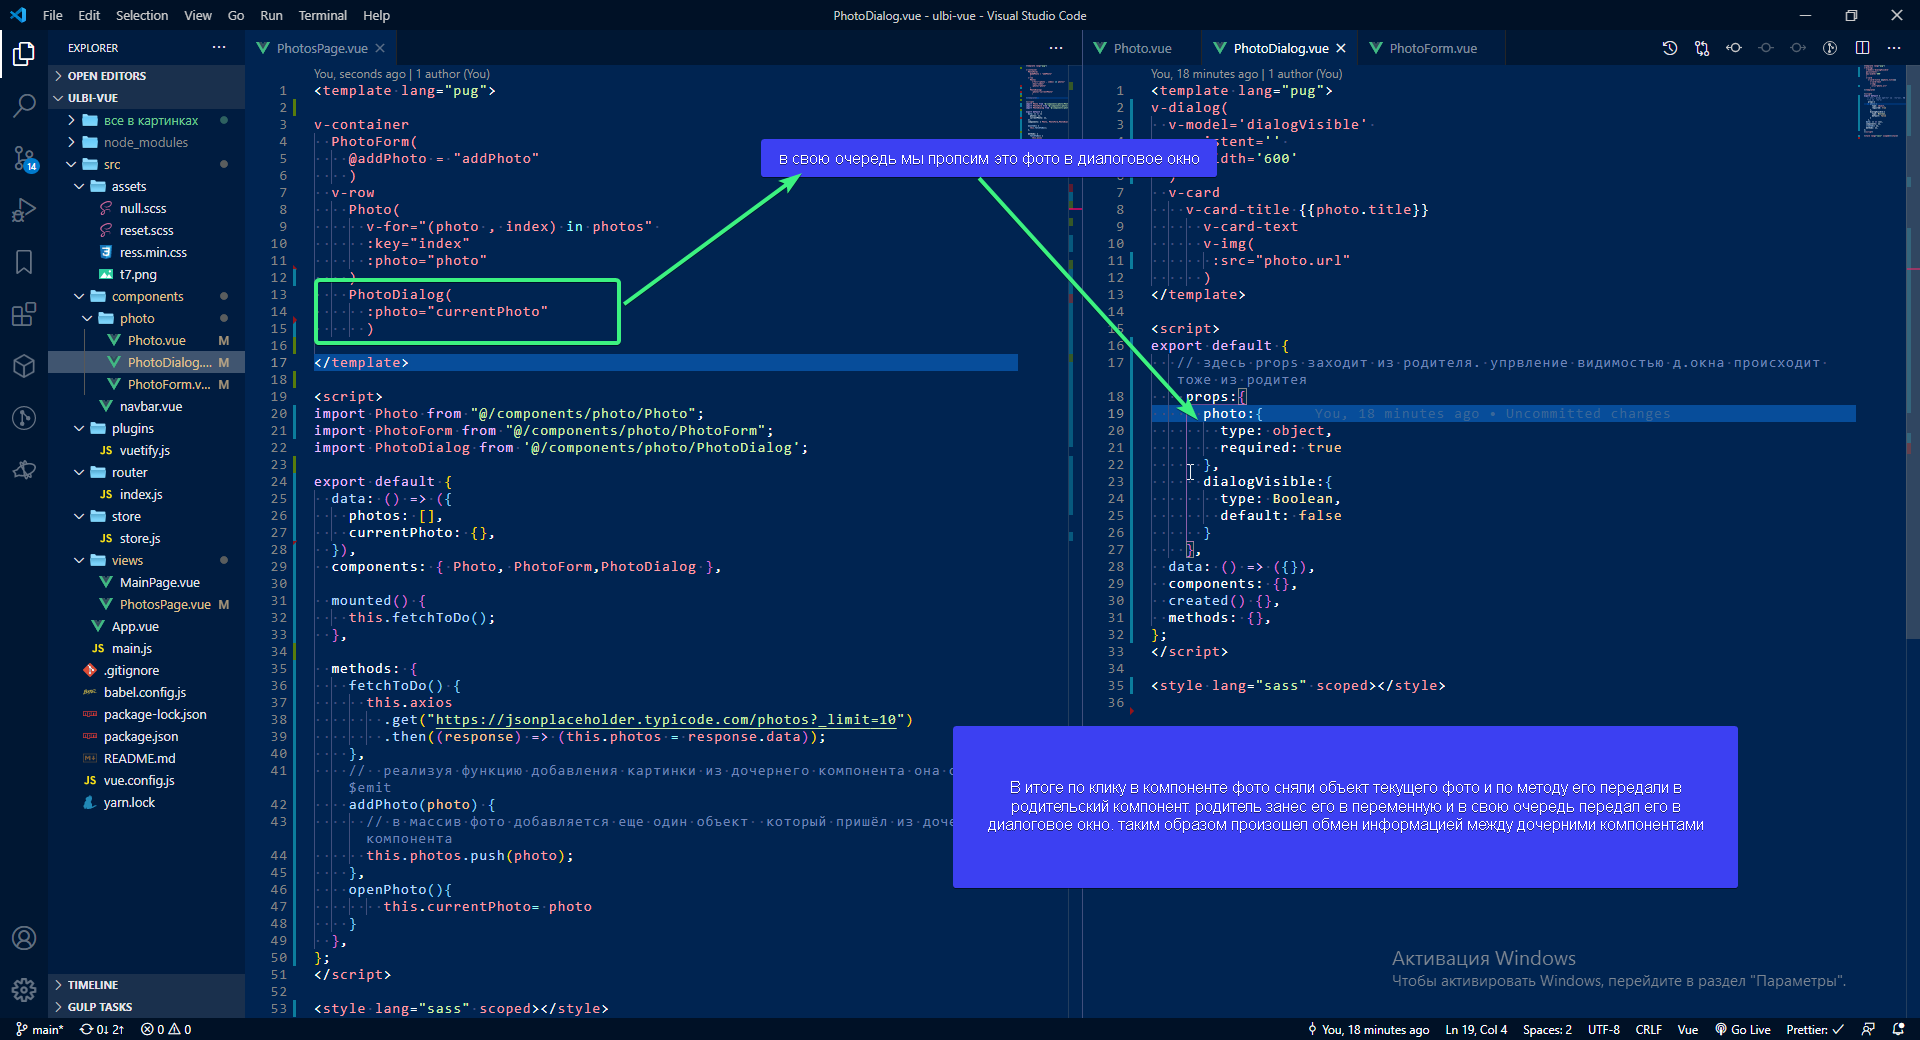 File Edit Selection View Go Run Terminal Help
PhotoDialog.vue - ulbi-vue - Visual Studio Code
EXPLORER
OPEN EDITORS
ULBI-VUE
все в картинках
node_modules
src
assets
null.scss
reset.scss
ress.min.css
t7.png
components
photo
Photo.vue M
PhotoDialog.... M
PhotoForm.v... M
navbar.vue
plugins
JS vuetify.js
router
JS index.js
store
JS store.js
views
MainPage.vue
PhotosPage.vue M
App.vue
JS main.js
.gitignore
babel.config.js
package-lock.json
package.json
README.md
JS vue.config.js
yarn.lock
TIMELINE
GULP TASKS
14
PhotosPage.vue
You, seconds ago | 1 author (You)
1 <template lang="pug">
2
3 v-container
4 PhotoForm(
5 @addPhoto = "addPhoto"
6 )
7 v-row
8 Photo(
9 v-for="(photo , index) in photos"
10 :key="index"
11 :photo="photo"
12 )
13 PhotoDialog(
14 :photo="currentPhoto"
15 )
16
17 </template>
18
19 <script>
20 import Photo from "@/components/photo/Photo";
21 import PhotoForm from "@/components/photo/PhotoForm";
22 import PhotoDialog from '@/components/photo/PhotoDialog';
23
24 export default {
25 data: () => ({
26 photos: [],
27 currentPhoto: {},
28 }),
29 components: { Photo, PhotoForm,PhotoDialog },
30
31 mounted() {
32 this.fetchToDo();
33 },
34
35 methods: {
36 fetchToDo() {
37 this.axios
38 .get("https://jsonplaceholder.typicode.com/photos?_limit=10")
39 .then((response) => (this.photos = response.data));
40 },
41 // реализуя функцию добавления картинки из дочернего компонента она
$emit
42 addPhoto(photo) {
43 // в массив фото добавляется еще один объект который пришёл из
компонента
44 this.photos.push(photo);
45 },
46 openPhoto(){
47 this.currentPhoto= photo
48 }
49 },
50 };
51 </script>
52
53 <style lang="sass" scoped></style>
Photo.vue PhotoDialog.vue PhotoForm.vue
You, 18 minutes ago | 1 author (You)
1 <template lang="pug">
2 v-dialog(
3 v-model='dialogVisible'
istent=''
idth='600'
)
7 v-card
8 v-card-title {{photo.title}}
9 v-card-text
10 v-img(
11 :src="photo.url"
12 )
13 </template>
14
15 <script>
16 export default {
17 // здесь props заходит из родителя. упрвление видимостью д.окна происходит
тоже из родитея
18 props:{
19 photo:{ You, 18 minutes ago • Uncommitted changes
20 type: object,
21 required: true
22 },
23 dialogVisible:{
24 type: Boolean,
25 default: false
26 }
27 },
28 data: () => ({}),
29 components: {},
30 created() {},
31 methods: {},
32 };
33 </script>
34
35 <style lang="sass" scoped></style>
36
в свою очередь мы пропсим это фото в диалоговое окно
В итоге по клику в компоненте фото сняли объект текущего фото и по методу его передали в
родительский компонент. родитель занес его в переменную и в свою очередь передал его в
диалоговое окно. таким образом произошел обмен информацией между дочерними компонентами
Активация Windows
Чтобы активировать Windows, перейдите в раздел "Параметры".
main* 0↓ 2↑ 0 0
You, 18 minutes ago Ln 19, Col 4 Spaces: 2 UTF-8 CRLF Vue Go Live Prettier: ✓